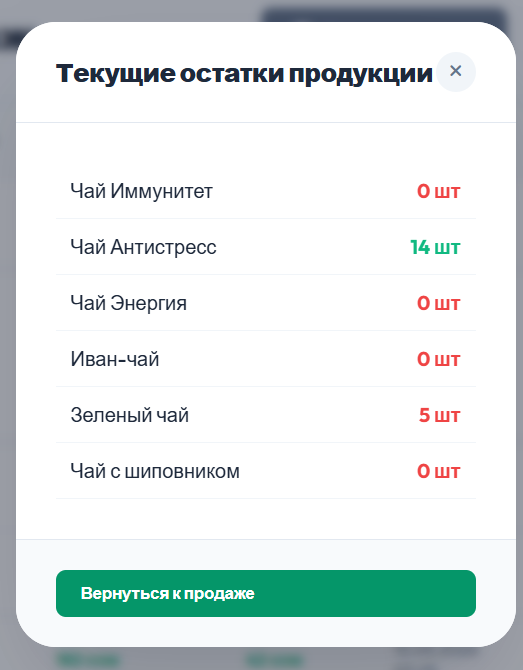 Текущие остатки продукции
Чай Иммунитет 0 шт
Чай Антистресс 14 шт
Чай Энергия 0 шт
Иван-чай 0 шт
Зеленый чай 5 шт
Чай с шиповником 0 шт
Вернуться к продаже